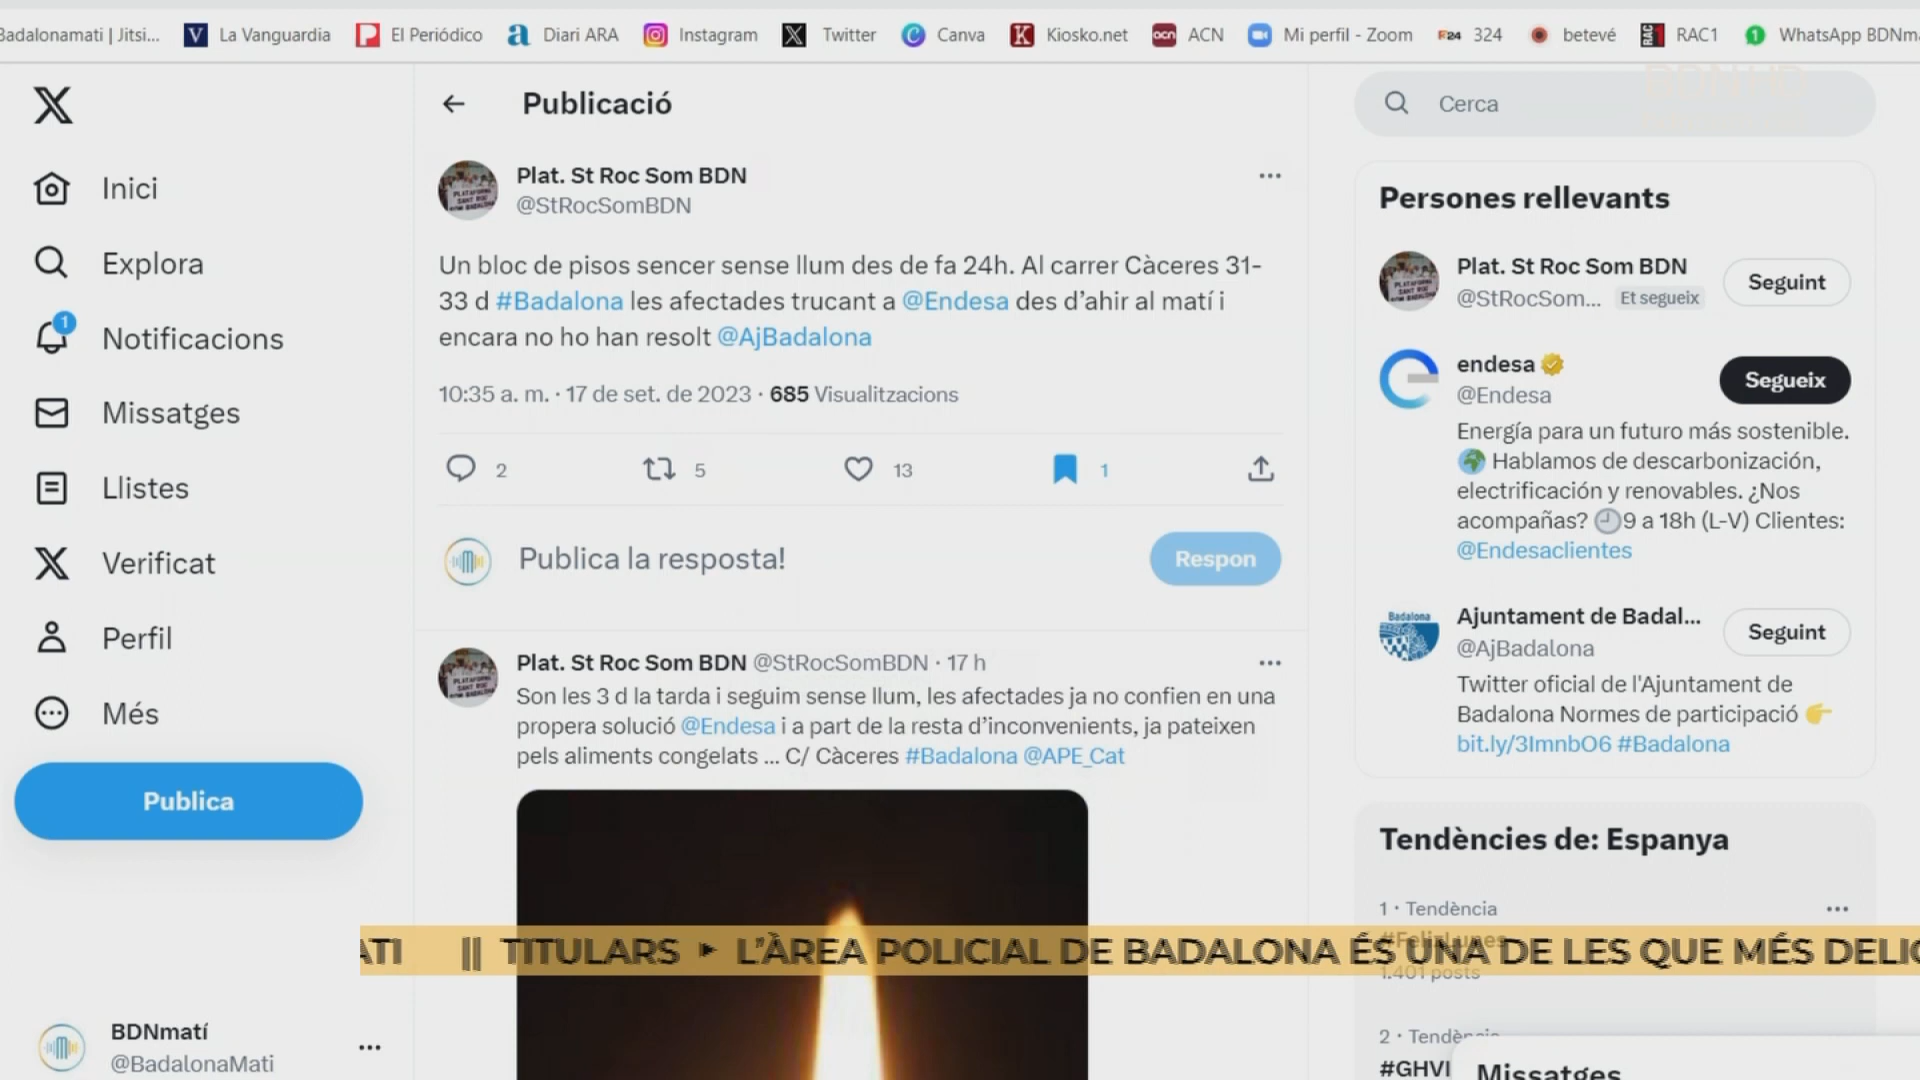 Badalonamati | Jitsi...
La Vanguardia
El Periódico
Diari ARA
Instagram
Twitter
Canva
Kiosko.net
ACN
Mi perfil - Zoom
324
betevé
RAC1
WhatsApp BDNma
Inici
Explora
1
Notificacions
Missatges
Llistes
Verificat
Perfil
Més
Publica
BDNmatí
@BadalonaMati
Publicació
Plat. St Roc Som BDN
@StRocSomBDN
Un bloc de pisos sencer sense llum des de fa 24h. Al carrer Càceres 31-
33 d #Badalona les afectades trucant a @Endesa des d’ahir al matí i
encara no ho han resolt @AjBadalona
10:35 a. m. · 17 de set. de 2023 · 685 Visualitzacions
2
5
13
1
Publica la resposta!
Respon
Plat. St Roc Som BDN @StRocSomBDN · 17 h
Son les 3 d la tarda i seguim sense llum, les afectades ja no confien en una
propera solució @Endesa i a part de la resta d’inconvenients, ja pateixen
pels aliments congelats ... C/ Càceres #Badalona @APE_Cat
Cerca
Persones rellevants
Plat. St Roc Som BDN
@StRocSom... Et segueix
Seguint
endesa
@Endesa
Segueix
Energía para un futuro más sostenible.
Hablamos de descarbonización,
electrificación y renovables. ¿Nos
acompañas? 9 a 18h (L-V) Clientes:
@Endesaclientes
Badalona
Ajuntament de Badal...
@AjBadalona
Seguint
Twitter oficial de l'Ajuntament de
Badalona Normes de participació
bit.ly/3ImnbO6 #Badalona
Tendències de: Espanya
1 · Tendència
#FelizLunes
1.401 posts
2 · Tendència
#GHVI
Missatges
ATI || TITULARS ► L’ÀREA POLICIAL DE BADALONA ÉS UNA DE LES QUE MÉS DELIC